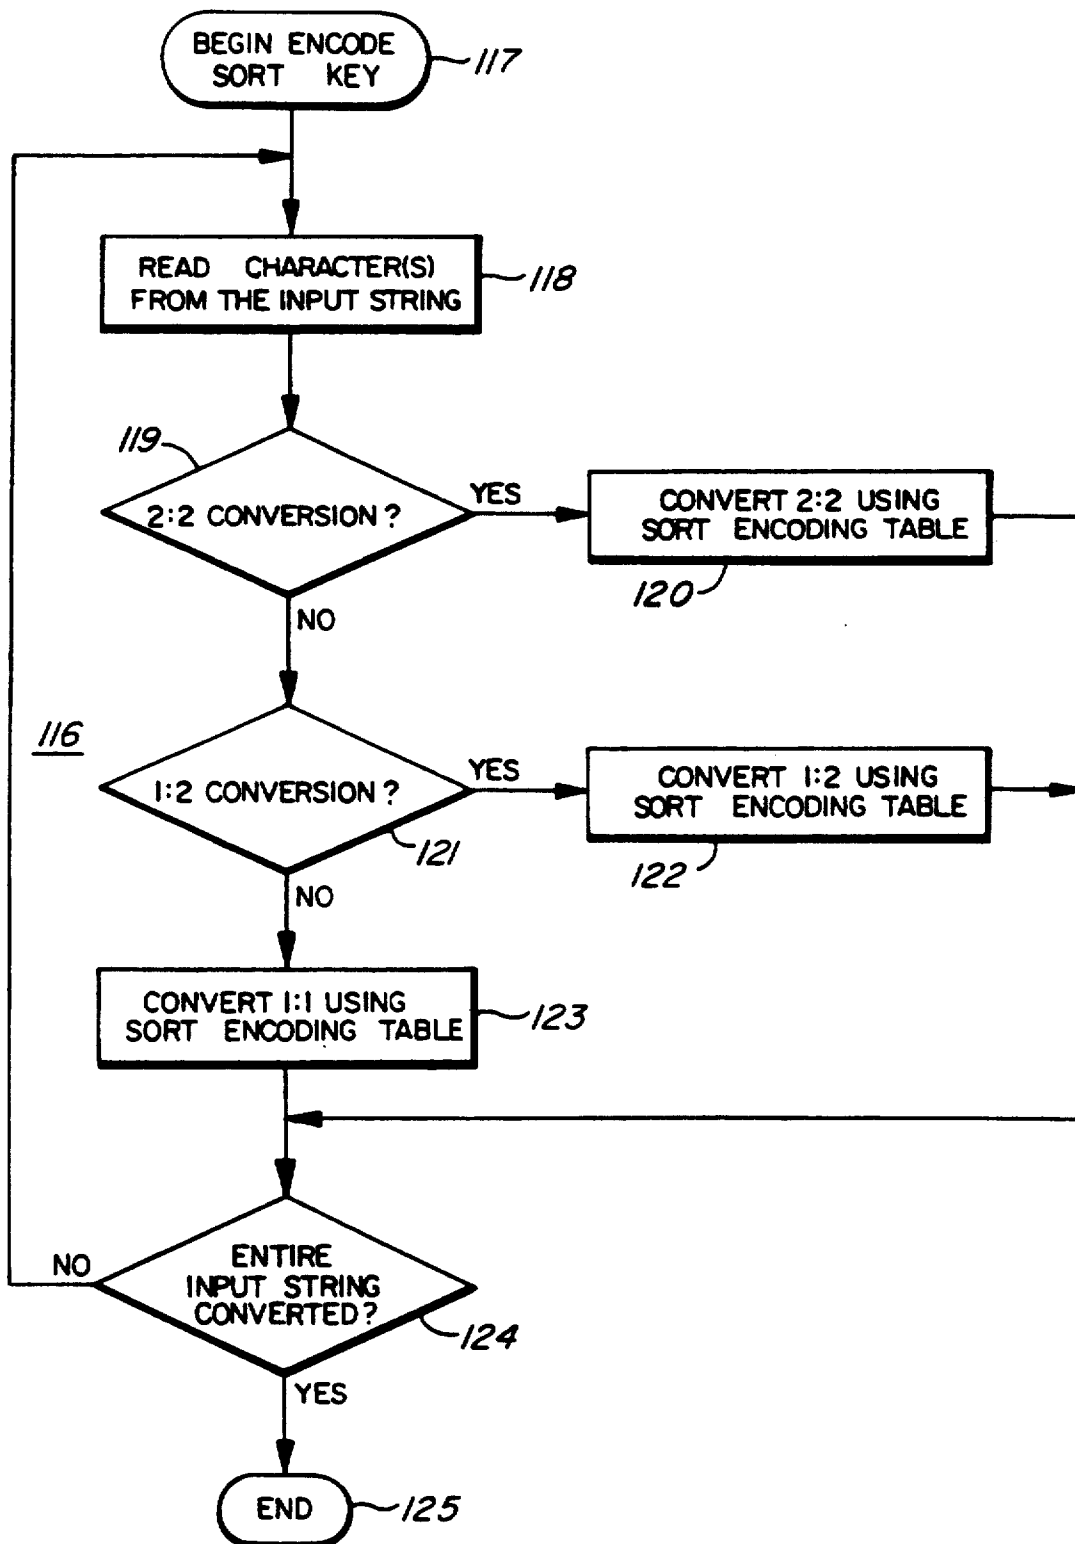 BEGIN ENCODE
SORT KEY
117
READ CHARACTER(S)
FROM THE INPUT STRING
118
119
2:2 CONVERSION?
YES
CONVERT 2:2 USING
SORT ENCODING TABLE
120
NO
116
1:2 CONVERSION?
YES
CONVERT 1:2 USING
SORT ENCODING TABLE
121
122
NO
CONVERT 1:1 USING
SORT ENCODING TABLE
123
NO
ENTIRE
INPUT STRING
CONVERTED?
124
YES
END
125